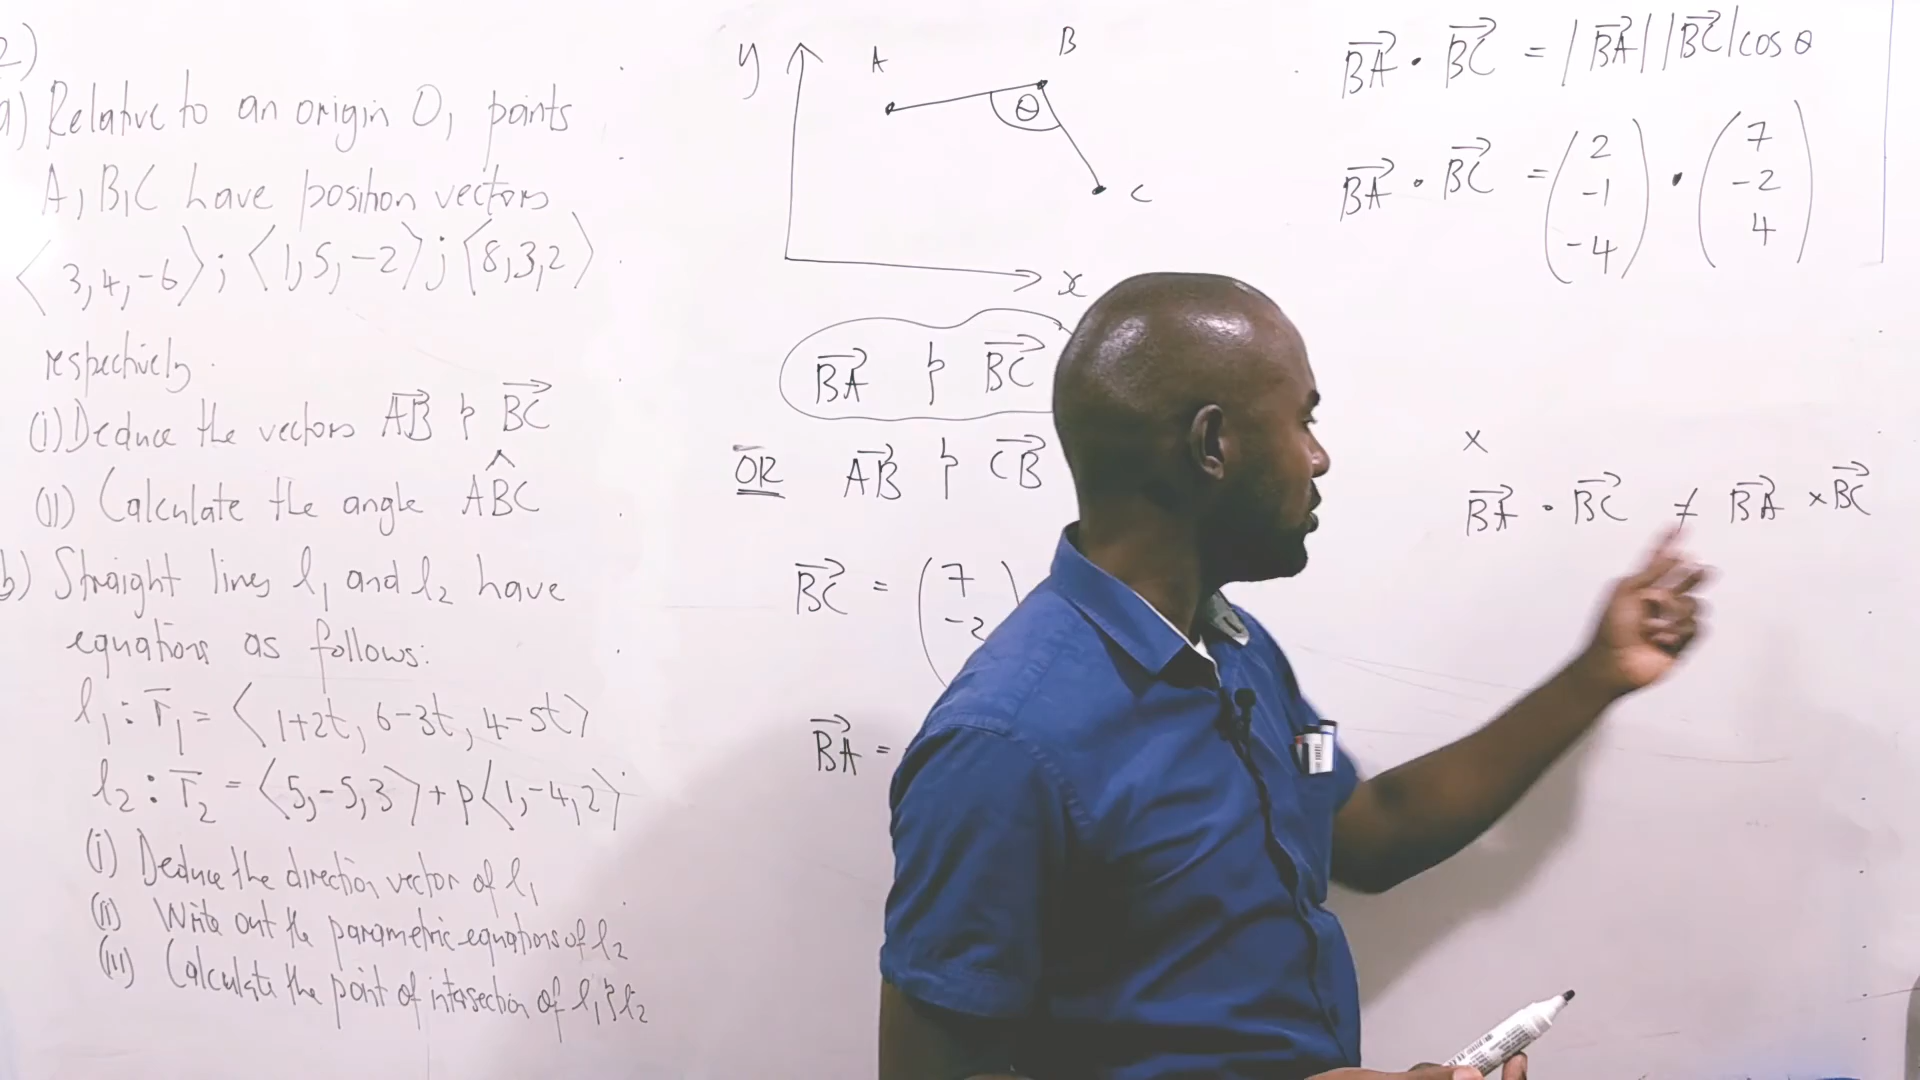 2)
a) Relative to an origin O, points
A, B, C have position vectors
⟨3, 4, -6⟩; ⟨1, 5, -2⟩; ⟨8, 3, 2⟩
respectively.
(i) Deduce the vectors AB⃗ & BC⃗
(ii) Calculate the angle AB̂C
b) Straight lines l₁ and l₂ have
equations as follows:
l₁ : r̄₁ = ⟨1+2t, 6-3t, 4-5t⟩
l₂ : r̄₂ = ⟨5, -5, 3⟩ + p⟨1, -4, 2⟩
(i) Deduce the direction vector of l₁
(ii) Write out the parametric equations of l₂
(iii) Calculate the point of intersection of l₁ & l₂
y
A
B
θ
C
x
BA⃗ & BC⃗
OR AB⃗ & CB⃗
BC⃗ = (7
-2
BA⃗ =
BA⃗ · BC⃗ = |BA⃗| |BC⃗| cos θ
BA⃗ · BC⃗ = (2 -1 -4) · (7 -2 4)
x
BA⃗ · BC⃗ ≠ BA⃗ × BC⃗